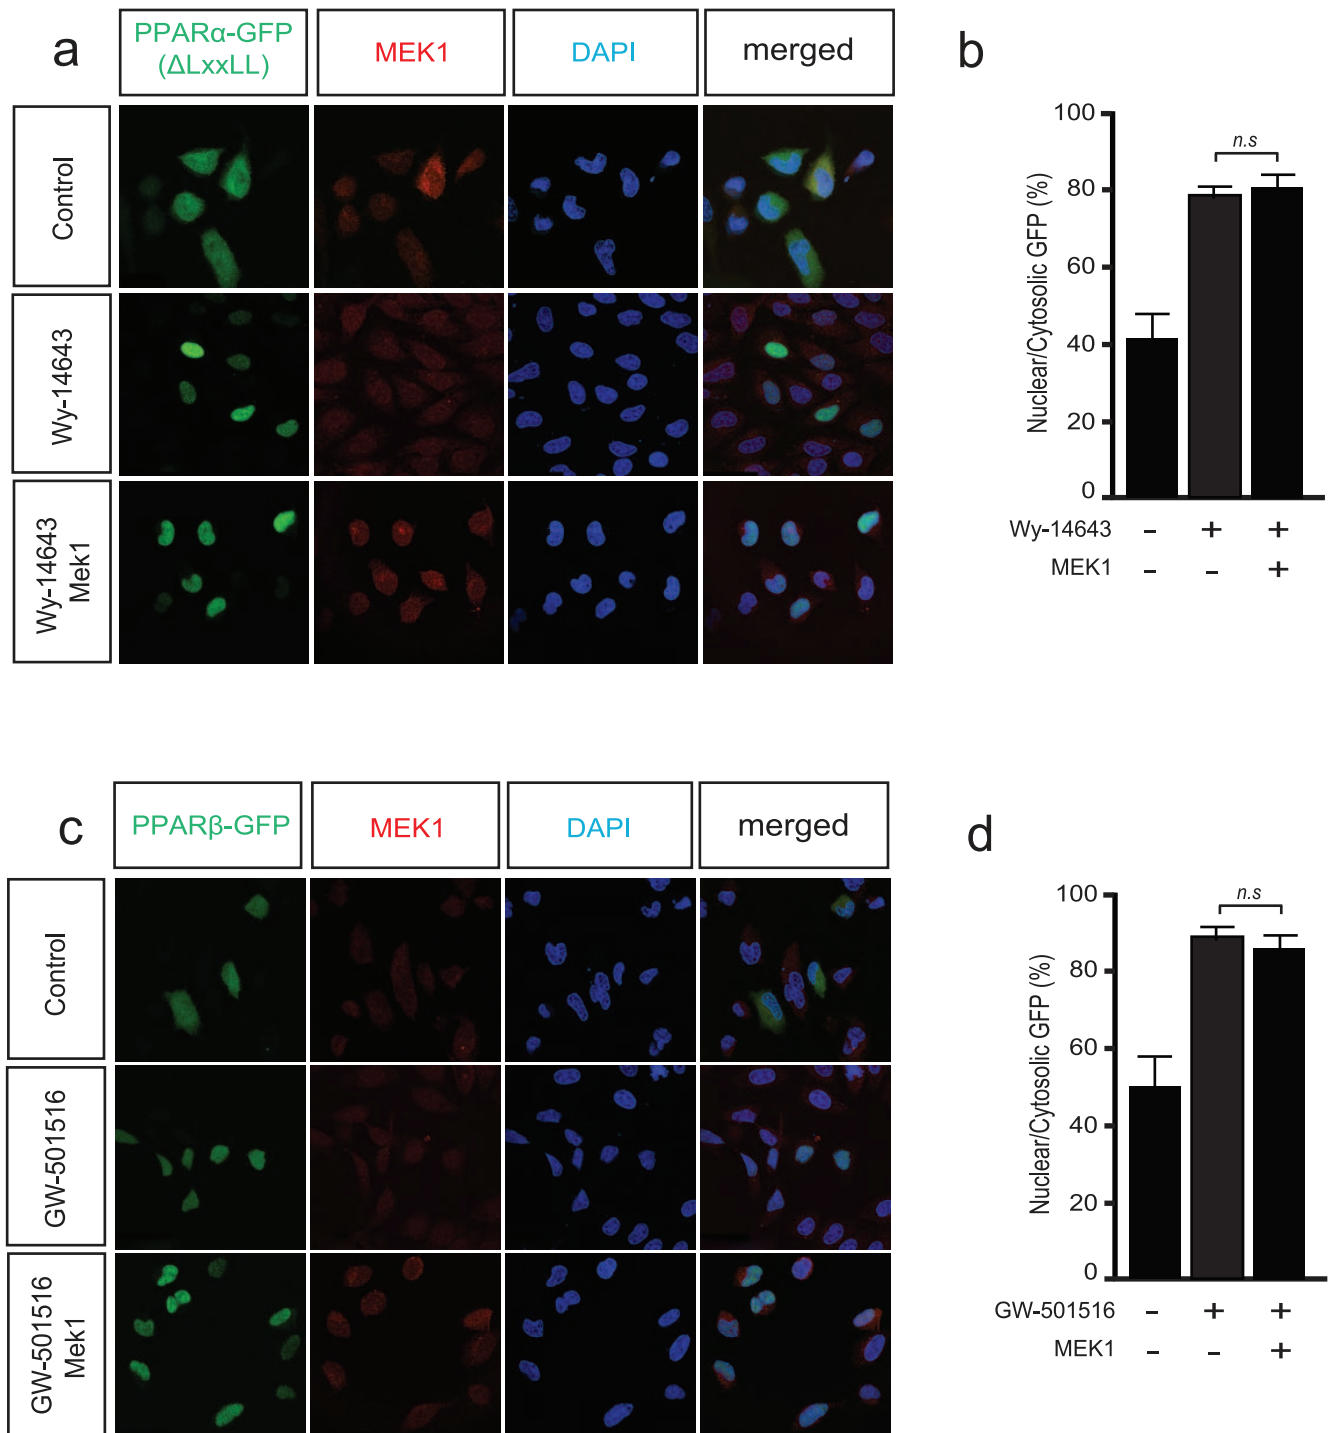 a
PPARα-GFP
(ΔLxxLL)
MEK1
DAPI
merged
Control
Wy-14643
Wy-14643
Mek1
b
Nuclear/Cytosolic GFP (%)
100
80
60
40
20
0
n.s
Wy-14643 – + +
MEK1 – – +
c
PPARβ-GFP
MEK1
DAPI
merged
Control
GW-501516
GW-501516
Mek1
d
Nuclear/Cytosolic GFP (%)
100
80
60
40
20
0
n.s
GW-501516 – + +
MEK1 – – +